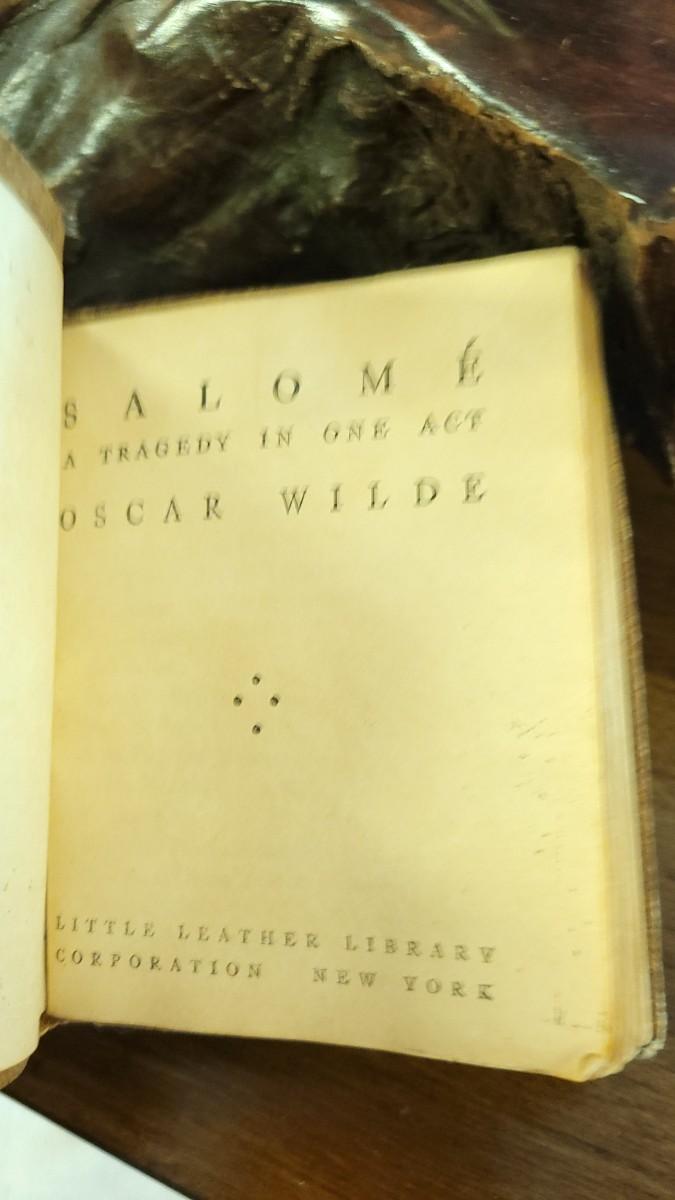 SALOMÉ
A TRAGEDY IN ONE ACT
OSCAR WILDE
LITTLE LEATHER LIBRARY
CORPORATION NEW YORK